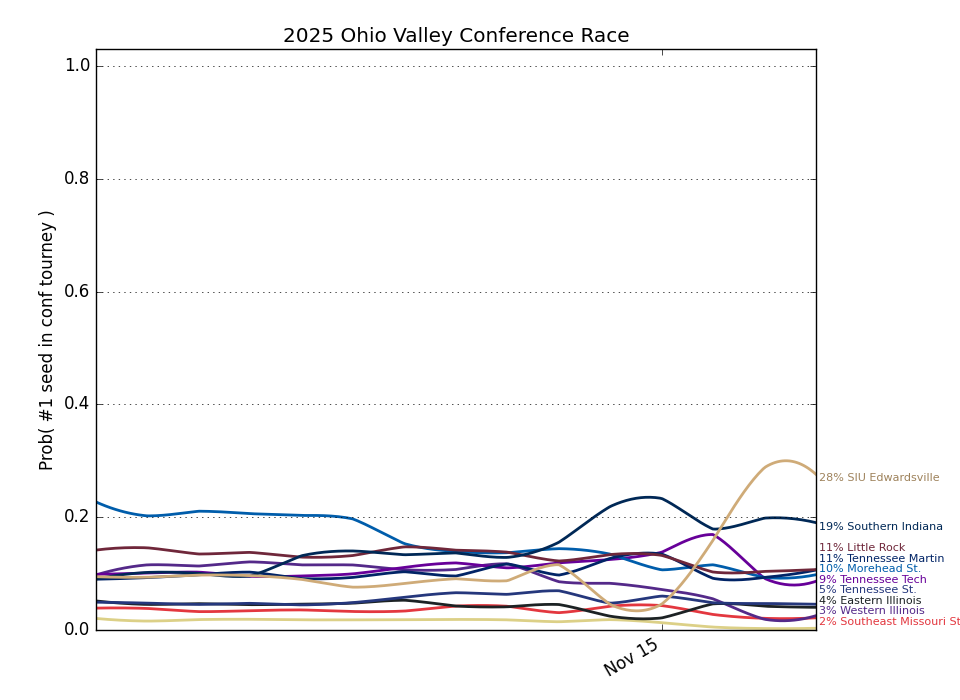 2025 Ohio Valley Conference Race
1.0
0.8
0.6
0.4
0.2
0.0
Prob( #1 seed in conf tourney )
Nov 15
28% SIU Edwardsville
19% Southern Indiana
11% Little Rock
11% Tennessee Martin
10% Morehead St.
9% Tennessee Tech
5% Tennessee St.
4% Eastern Illinois
3% Western Illinois
2% Southeast Missouri St